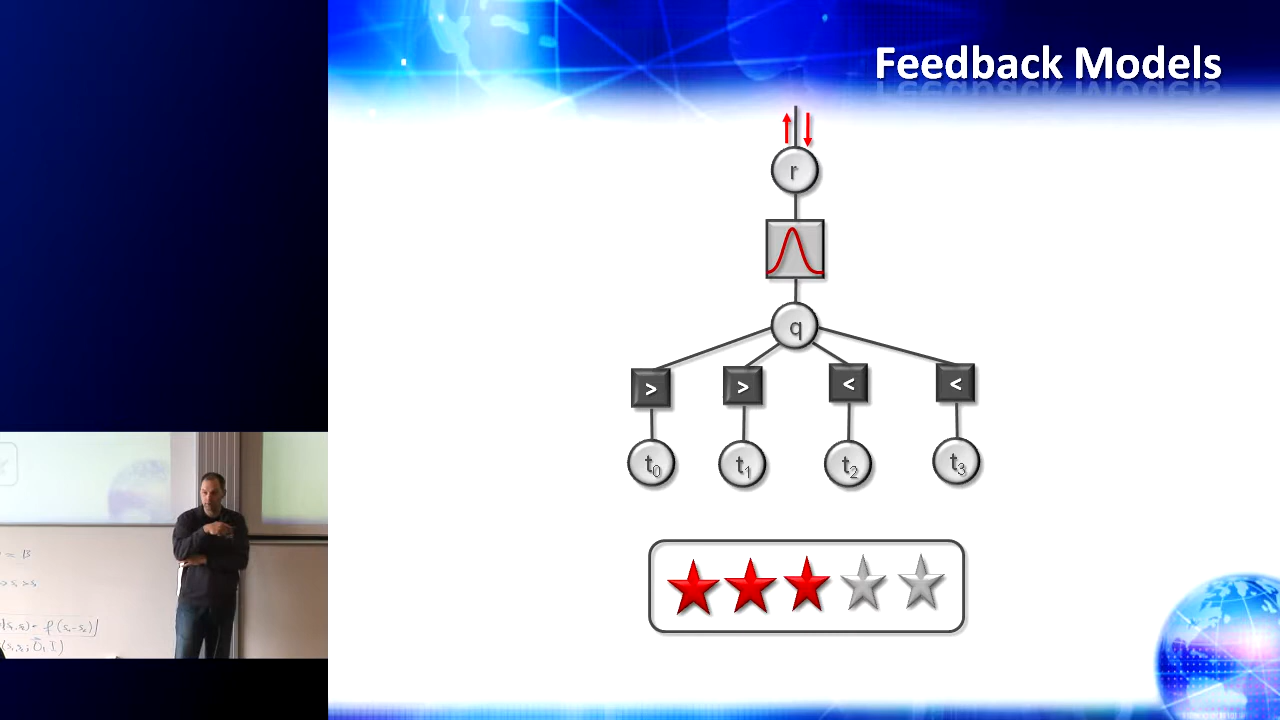 Feedback Models
r
q
> > < <
t0 t1 t2 t3
= B